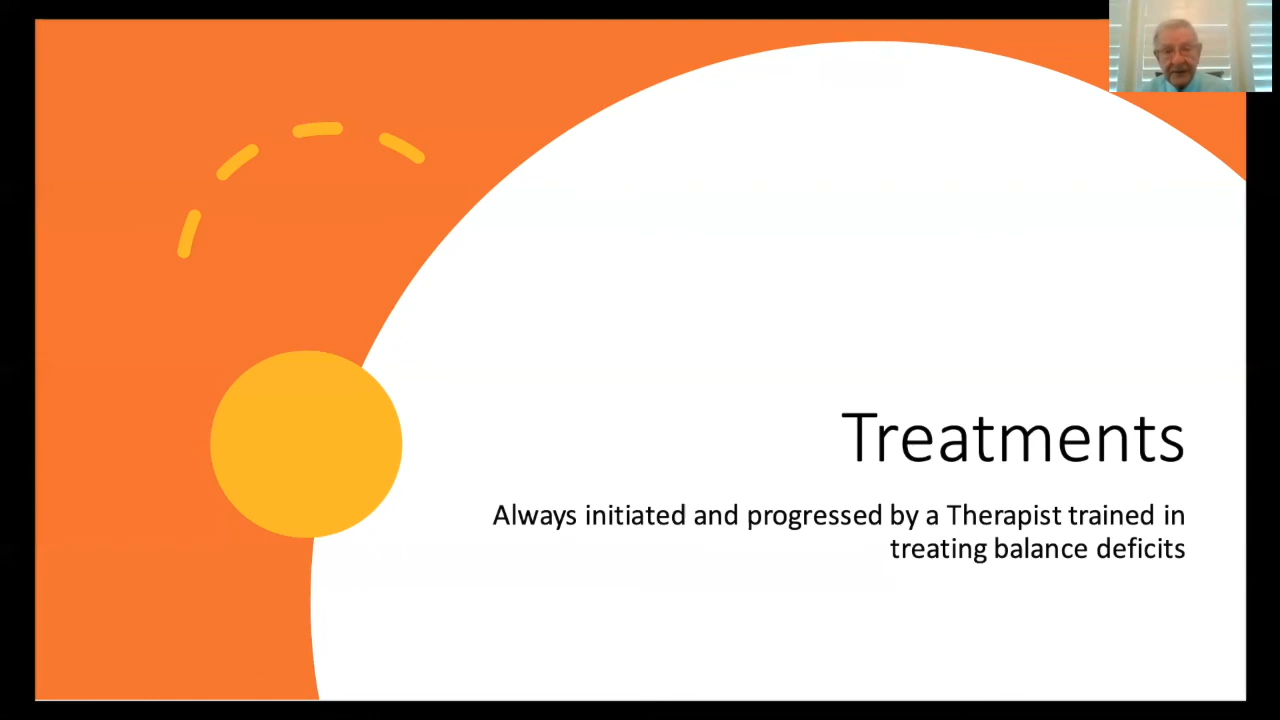 Treatments
Always initiated and progressed by a Therapist trained in
treating balance deficits